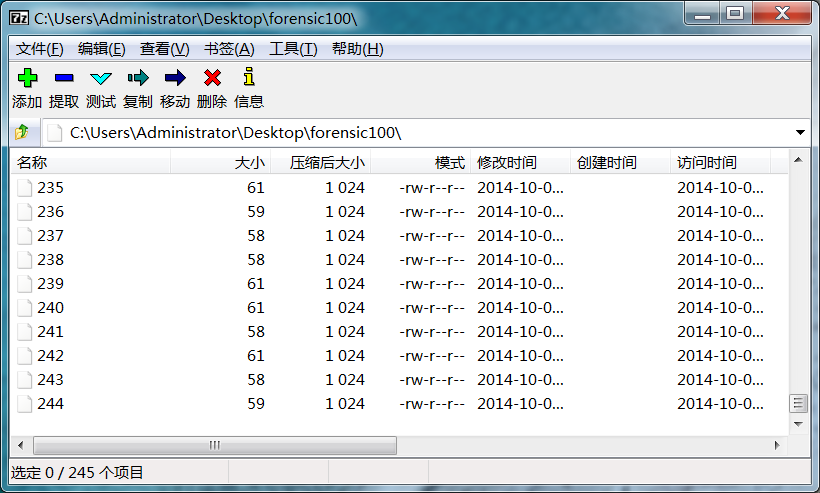 C:\Users\Administrator\Desktop\forensic100\
文件(F) 编辑(E) 查看(V) 书签(A) 工具(T) 帮助(H)
添加 提取 测试 复制 移动 删除 信息
C:\Users\Administrator\Desktop\forensic100\
名称 大小 压缩后大小 模式 修改时间 创建时间 访问时间
235 61 1 024 -rw-r--r-- 2014-10-0... 2014-10-0...
236 59 1 024 -rw-r--r-- 2014-10-0... 2014-10-0...
237 58 1 024 -rw-r--r-- 2014-10-0... 2014-10-0...
238 58 1 024 -rw-r--r-- 2014-10-0... 2014-10-0...
239 61 1 024 -rw-r--r-- 2014-10-0... 2014-10-0...
240 61 1 024 -rw-r--r-- 2014-10-0... 2014-10-0...
241 58 1 024 -rw-r--r-- 2014-10-0... 2014-10-0...
242 61 1 024 -rw-r--r-- 2014-10-0... 2014-10-0...
243 58 1 024 -rw-r--r-- 2014-10-0... 2014-10-0...
244 59 1 024 -rw-r--r-- 2014-10-0... 2014-10-0...
选定 0 / 245 个项目